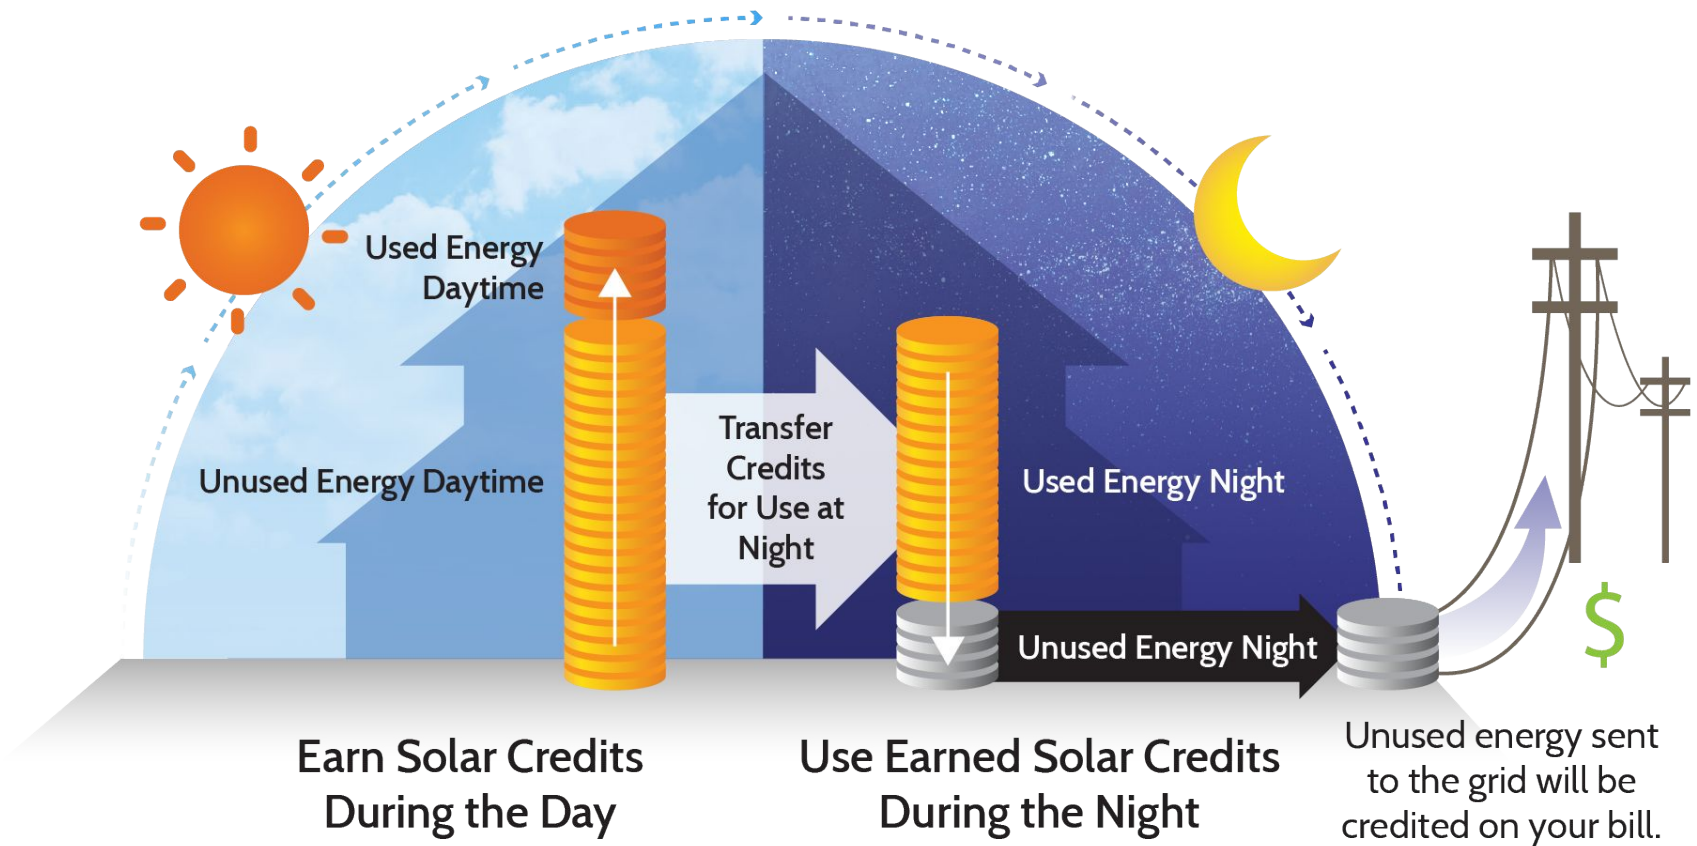 Used Energy
Daytime
Unused Energy Daytime
Transfer
Credits
for Use at
Night
Used Energy Night
Unused Energy Night
$
Earn Solar Credits
During the Day
Use Earned Solar Credits
During the Night
Unused energy sent
to the grid will be
credited on your bill.